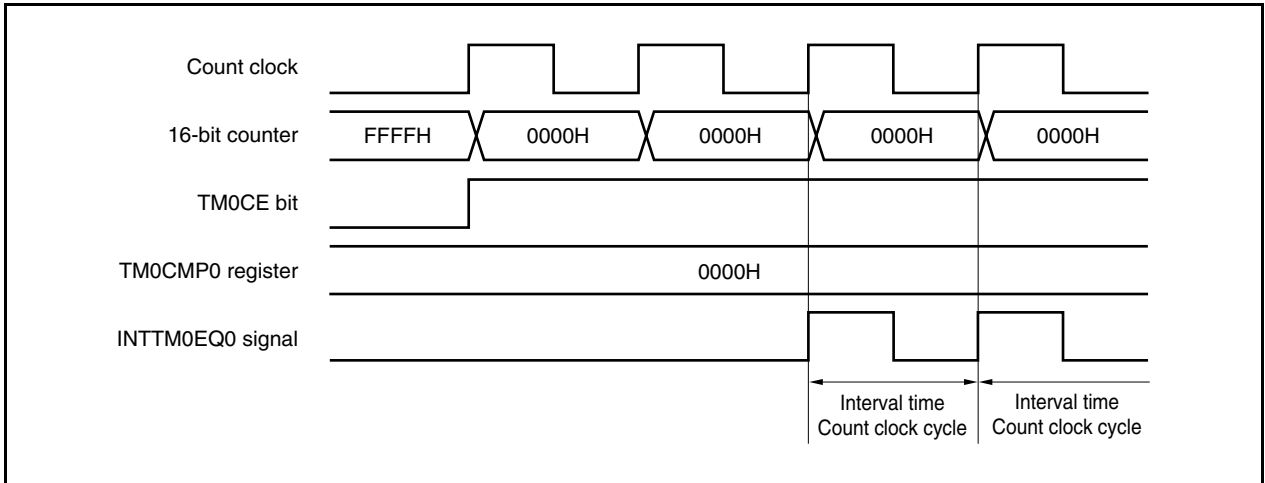 Count clock
16-bit counter
FFFFH
0000H
0000H
0000H
0000H
TM0CE bit
TM0CMP0 register
0000H
INTTM0EQ0 signal
Interval time
Count clock cycle
Interval time
Count clock cycle